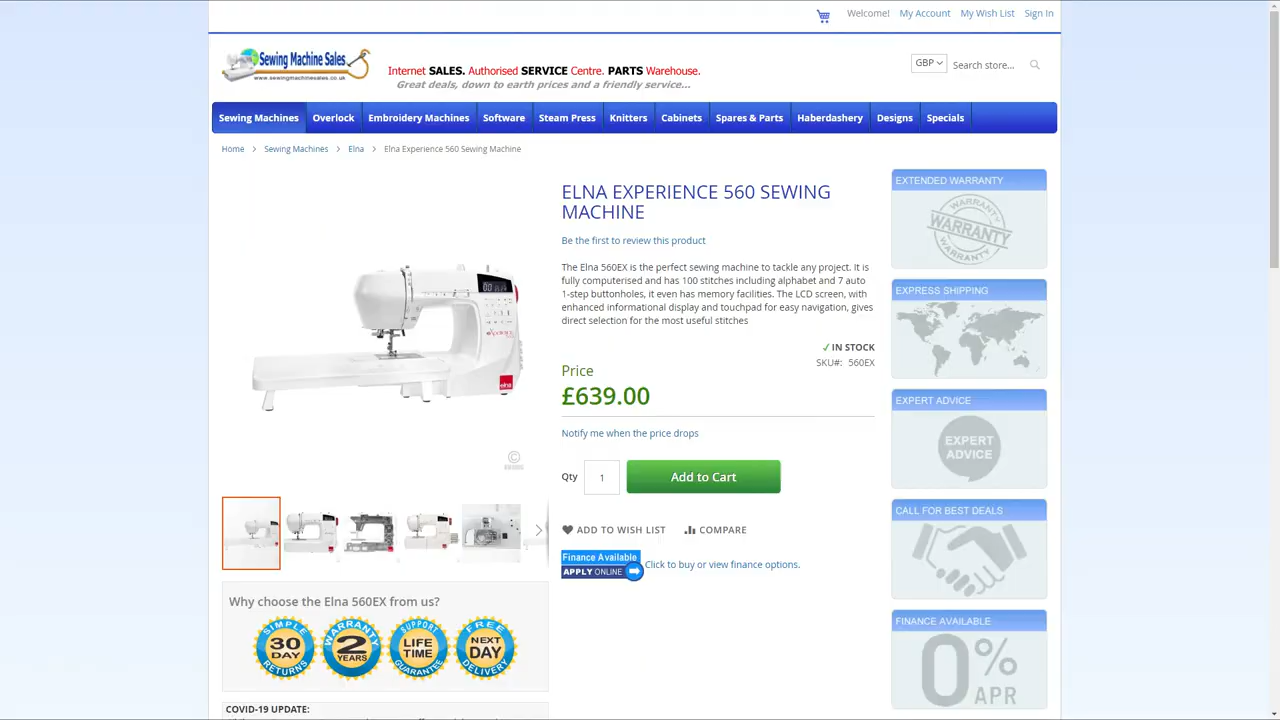 Welcome! My Account My Wish List Sign In
Sewing Machine Sales
www.sewingmachinesales.co.uk
Internet SALES. Authorised SERVICE Centre. PARTS Warehouse.
Great deals, down to earth prices and a friendly service...
GBP
Search store...
Sewing Machines Overlock Embroidery Machines Software Steam Press Knitters Cabinets Spares & Parts Haberdashery Designs Specials
Home > Sewing Machines > Elna > Elna Experience 560 Sewing Machine
ELNA EXPERIENCE 560 SEWING
MACHINE
Be the first to review this product
The Elna 560EX is the perfect sewing machine to tackle any project. It is
fully computerised and has 100 stitches including alphabet and 7 auto
1-step buttonholes, it even has memory facilities. The LCD screen, with
enhanced informational display and touchpad for easy navigation, gives
direct selection for the most useful stitches
✓ IN STOCK
SKU#: 560EX
Price
£639.00
Notify me when the price drops
Qty 1 Add to Cart
ADD TO WISH LIST COMPARE
Finance Available
APPLY ONLINE
Click to buy or view finance options.
elna
Why choose the Elna 560EX from us?
SIMPLE 30 DAY RETURNS
WARRANTY 2 YEARS
SUPPORT LIFE TIME GUARANTEE
FREE NEXT DAY DELIVERY
COVID-19 UPDATE:
EXTENDED WARRANTY
WARRANTY
WARRANTY
WARRANTY
EXPRESS SHIPPING
EXPERT ADVICE
EXPERT
ADVICE
CALL FOR BEST DEALS
FINANCE AVAILABLE
0% APR